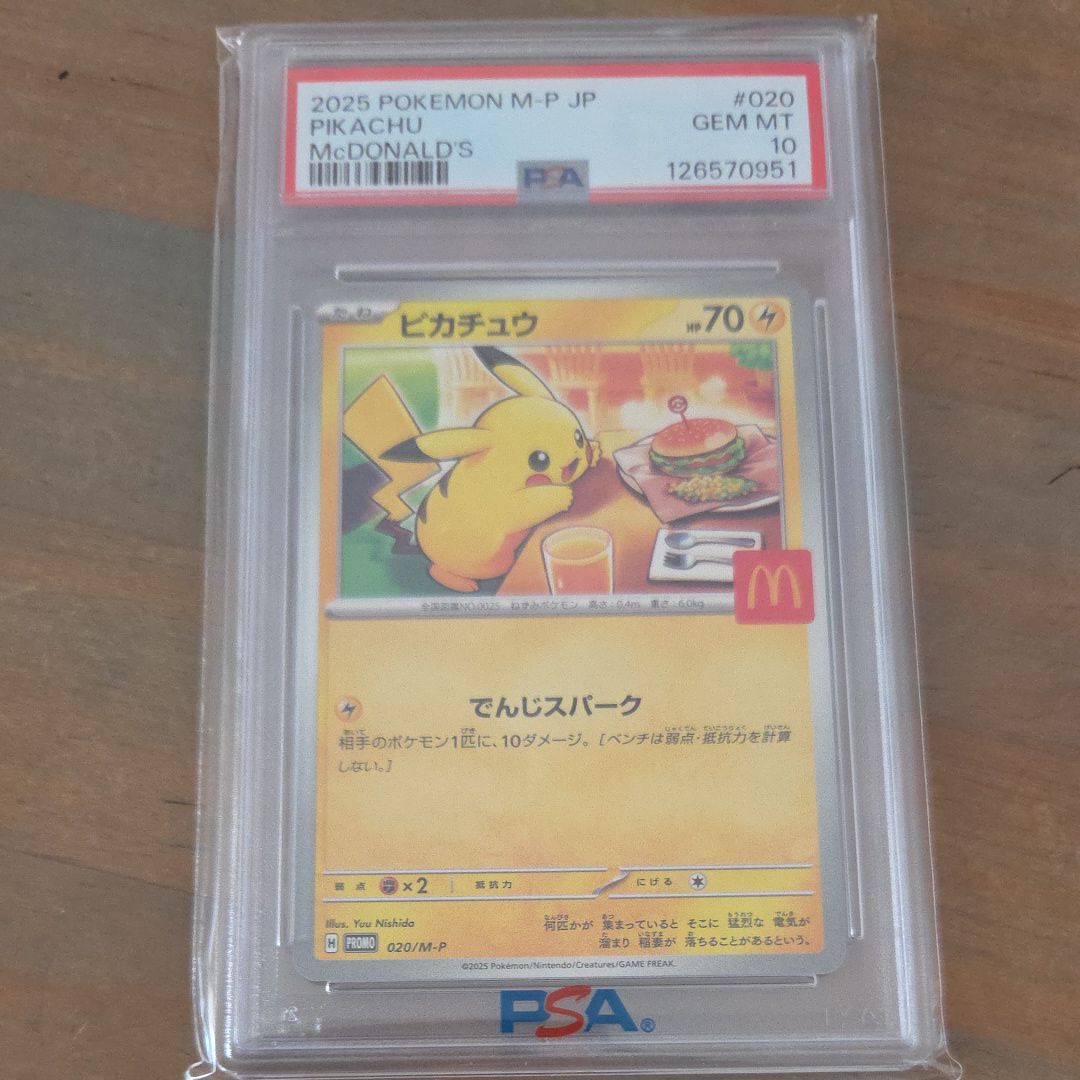 2025 POKEMON M-P JP
#020
PIKACHU
GEM MT
McDONALD'S
10
126570951
PSA
たね
ピカチュウ
HP70
全国図鑑NO.0025 ねずみポケモン 高さ:0.4m 重さ:6.0kg
でんじスパーク
相手のポケモン1匹に、10ダメージ。[ベンチは弱点・抵抗力を計算
しない。]
弱点 ×2 抵抗力 にげる
Illus. Yuu Nishida
何匹かが 集まっていると そこに 猛烈な 電気が
溜まり 稲妻が 落ちることがあるという。
H PROMO 020/M-P
©2025 Pokémon/Nintendo/Creatures/GAME FREAK.
PSA®